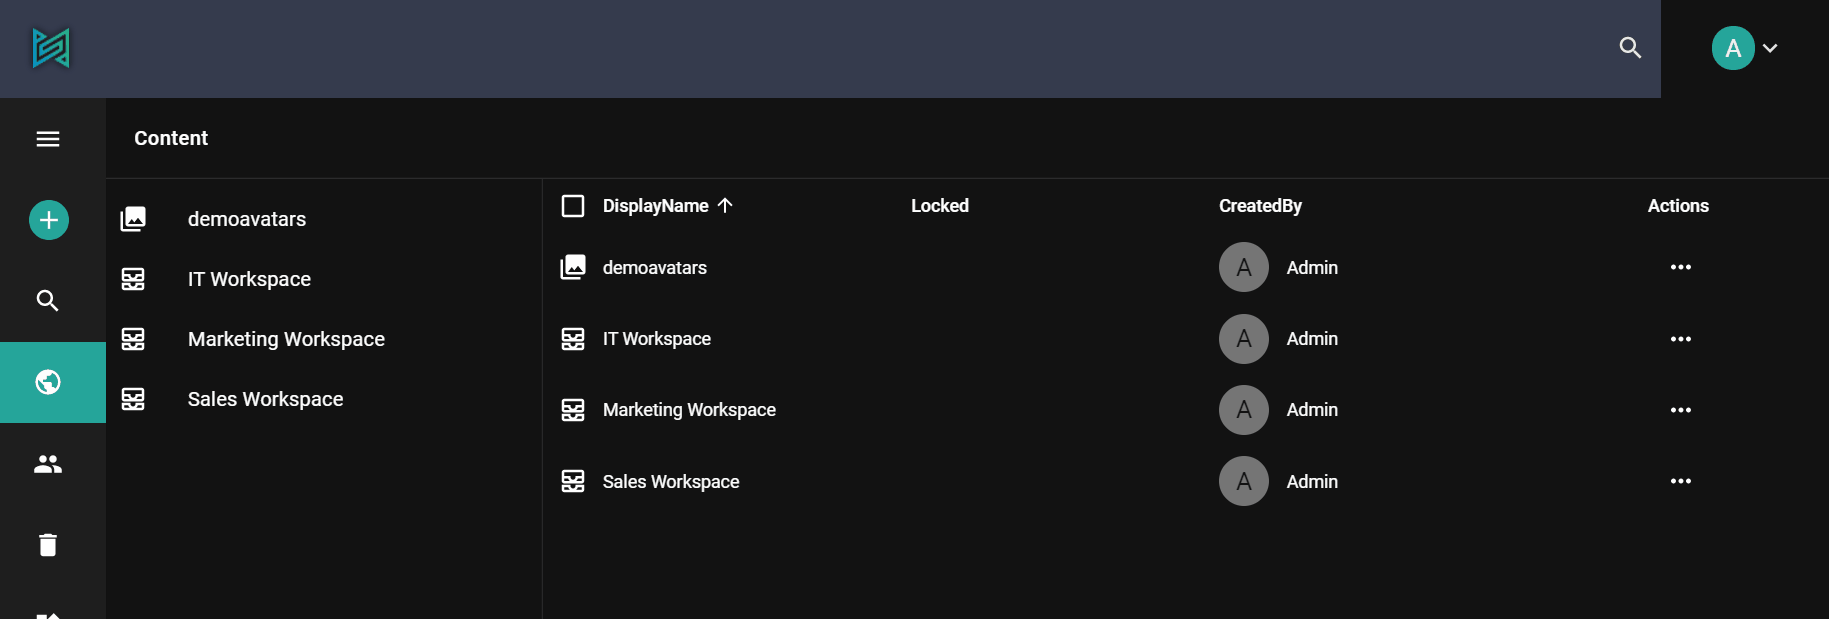 A
Content
demoavatars
IT Workspace
Marketing Workspace
Sales Workspace
DisplayName Locked CreatedBy Actions
demoavatars A Admin
IT Workspace A Admin
Marketing Workspace A Admin
Sales Workspace A Admin